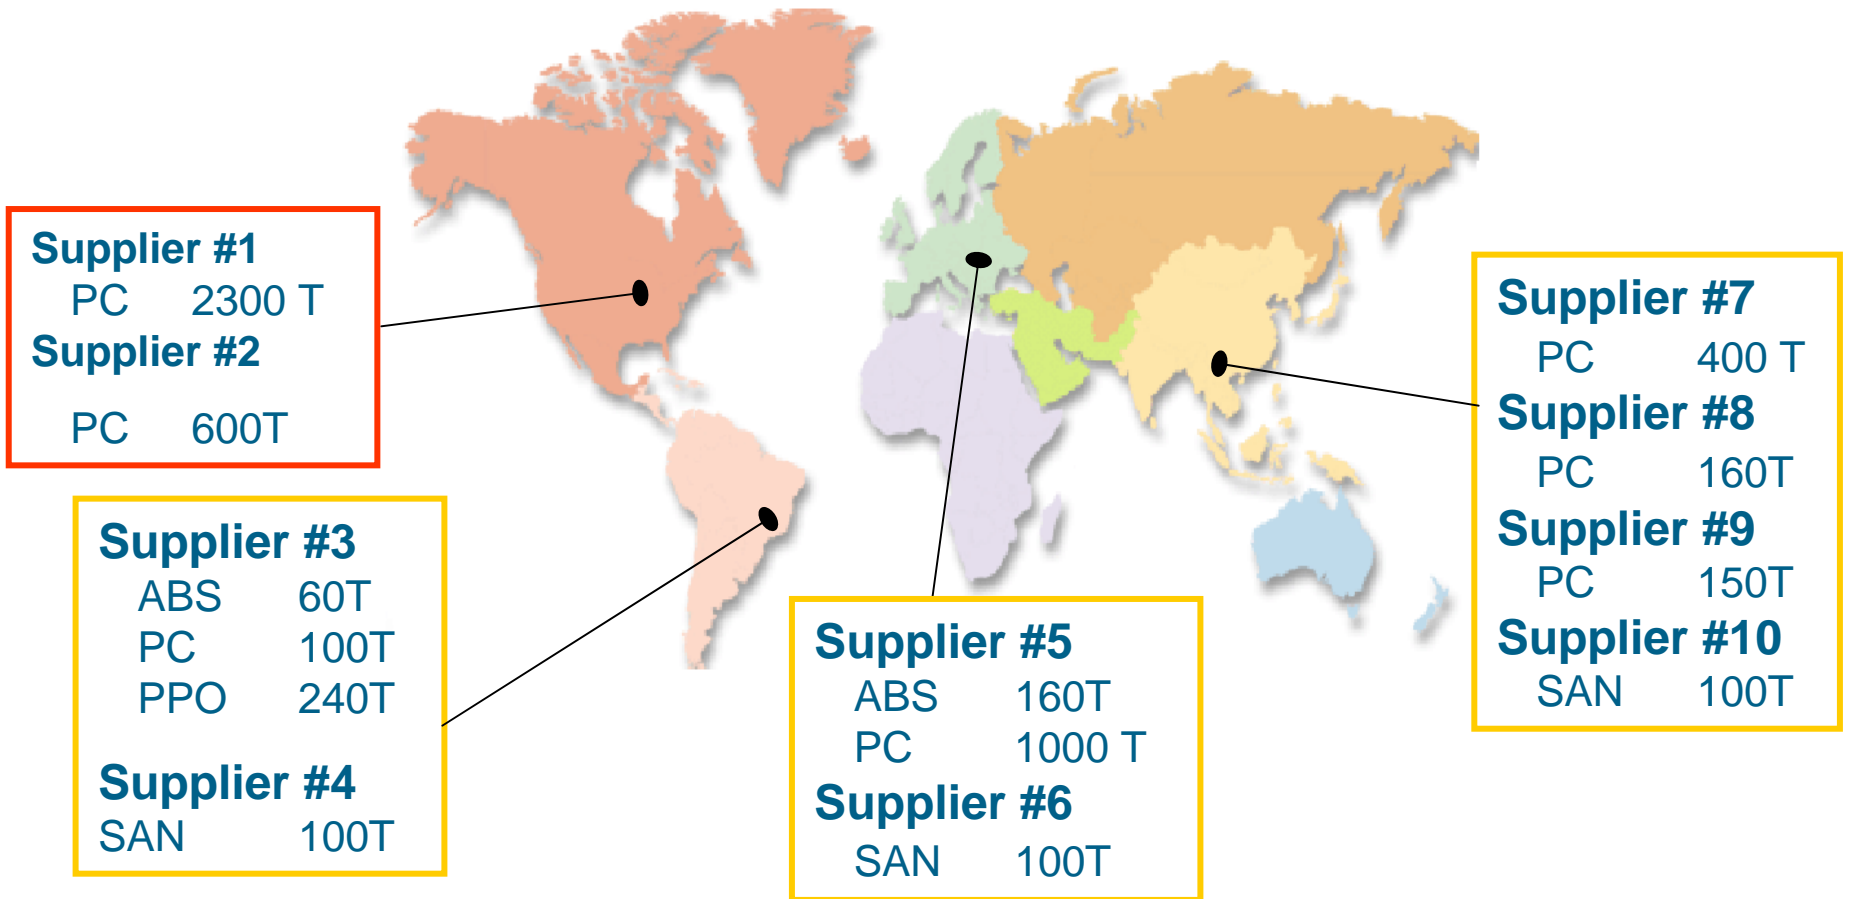 Supplier #1
PC 2300 T
Supplier #2
PC 600T
Supplier #3
ABS 60T
PC 100T
PPO 240T
Supplier #4
SAN 100T
Supplier #5
ABS 160T
PC 1000 T
Supplier #6
SAN 100T
Supplier #7
PC 400 T
Supplier #8
PC 160T
Supplier #9
PC 150T
Supplier #10
SAN 100T